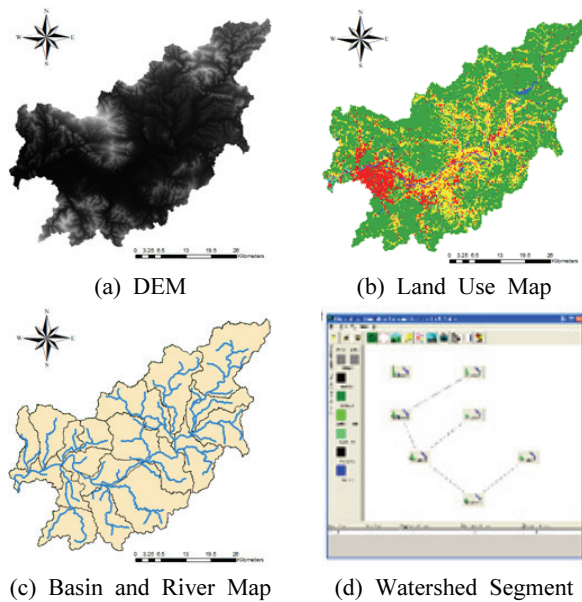 N
W E
S
0 3.25 6.5 13 19.5 26
Kilometers
(a) DEM
N
W E
S
0 3.25 6.5 13 19.5 26
Kilometers
(b) Land Use Map
N
W E
S
0 3.25 6.5 13 19.5 26
Kilometers
(c) Basin and River Map
(d) Watershed Segment